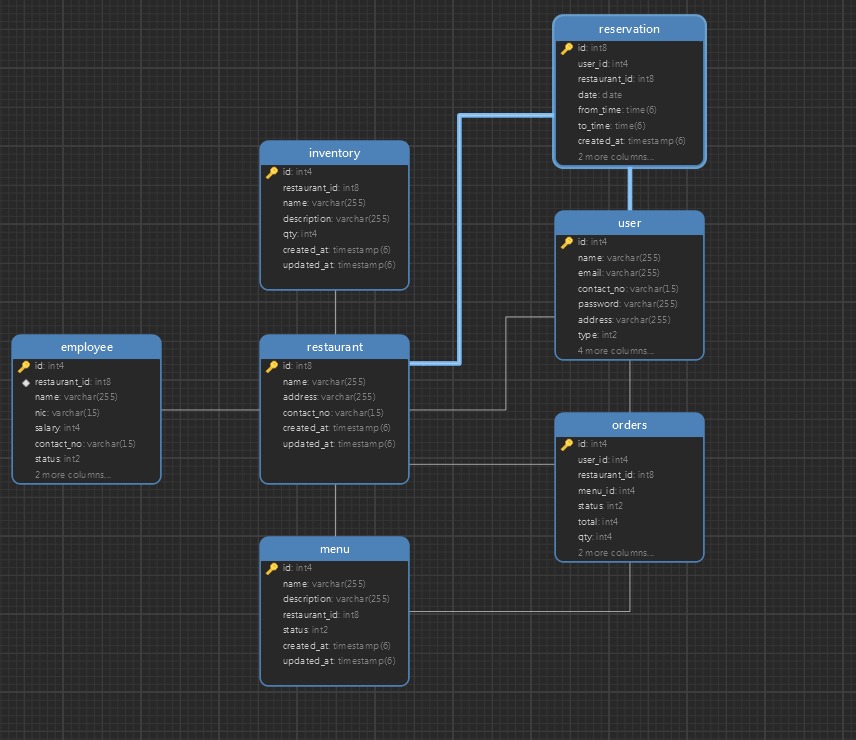 reservation
id: int8
user_id: int4
restaurant_id: int8
date: date
from_time: time(6)
to_time: time(6)
created_at: timestamp(6)
2 more columns...
inventory
id: int4
restaurant_id: int8
name: varchar(255)
description: varchar(255)
qty: int4
created_at: timestamp(6)
updated_at: timestamp(6)
user
id: int4
name: varchar(255)
email: varchar(255)
contact_no: varchar(15)
password: varchar(255)
address: varchar(255)
type: int2
4 more columns...
employee
id: int4
restaurant_id: int8
name: varchar(255)
nic: varchar(15)
salary: int4
contact_no: varchar(15)
status: int2
2 more columns...
restaurant
id: int8
name: varchar(255)
address: varchar(255)
contact_no: varchar(15)
created_at: timestamp(6)
updated_at: timestamp(6)
orders
id: int4
user_id: int4
restaurant_id: int8
menu_id: int4
status: int2
total: int4
qty: int4
2 more columns...
menu
id: int4
name: varchar(255)
description: varchar(255)
restaurant_id: int8
status: int2
created_at: timestamp(6)
updated_at: timestamp(6)